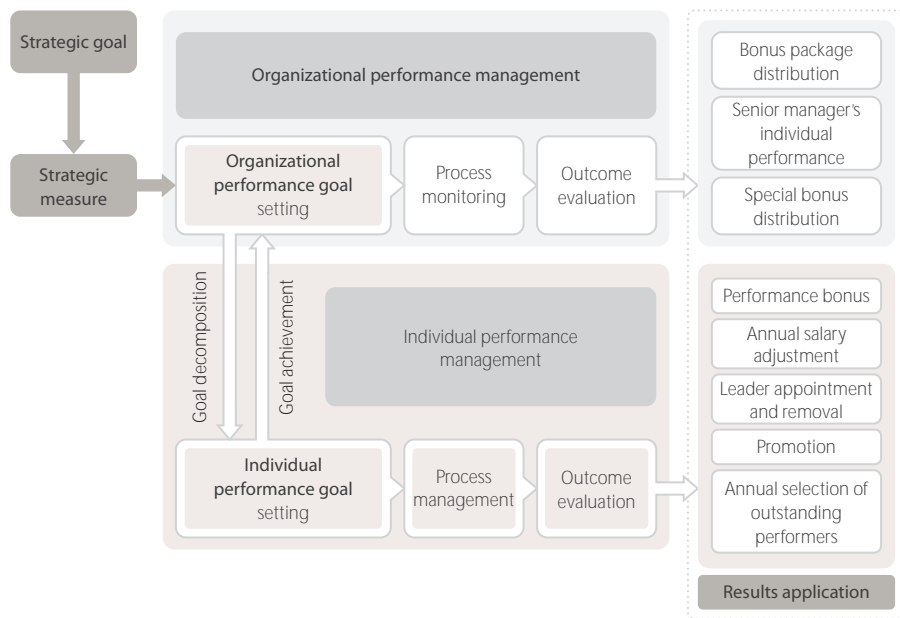 Strategic goal
Strategic
measure
Organizational performance management
Organizational
performance goal
setting
Process
monitoring
Outcome
evaluation
Bonus package
distribution
Senior manager's
individual
performance
Special bonus
distribution
Goal decomposition
Goal achievement
Individual performance
management
Individual
performance goal
setting
Process
management
Outcome
evaluation
Performance bonus
Annual salary
adjustment
Leader appointment
and removal
Promotion
Annual selection of
outstanding
performers
Results application